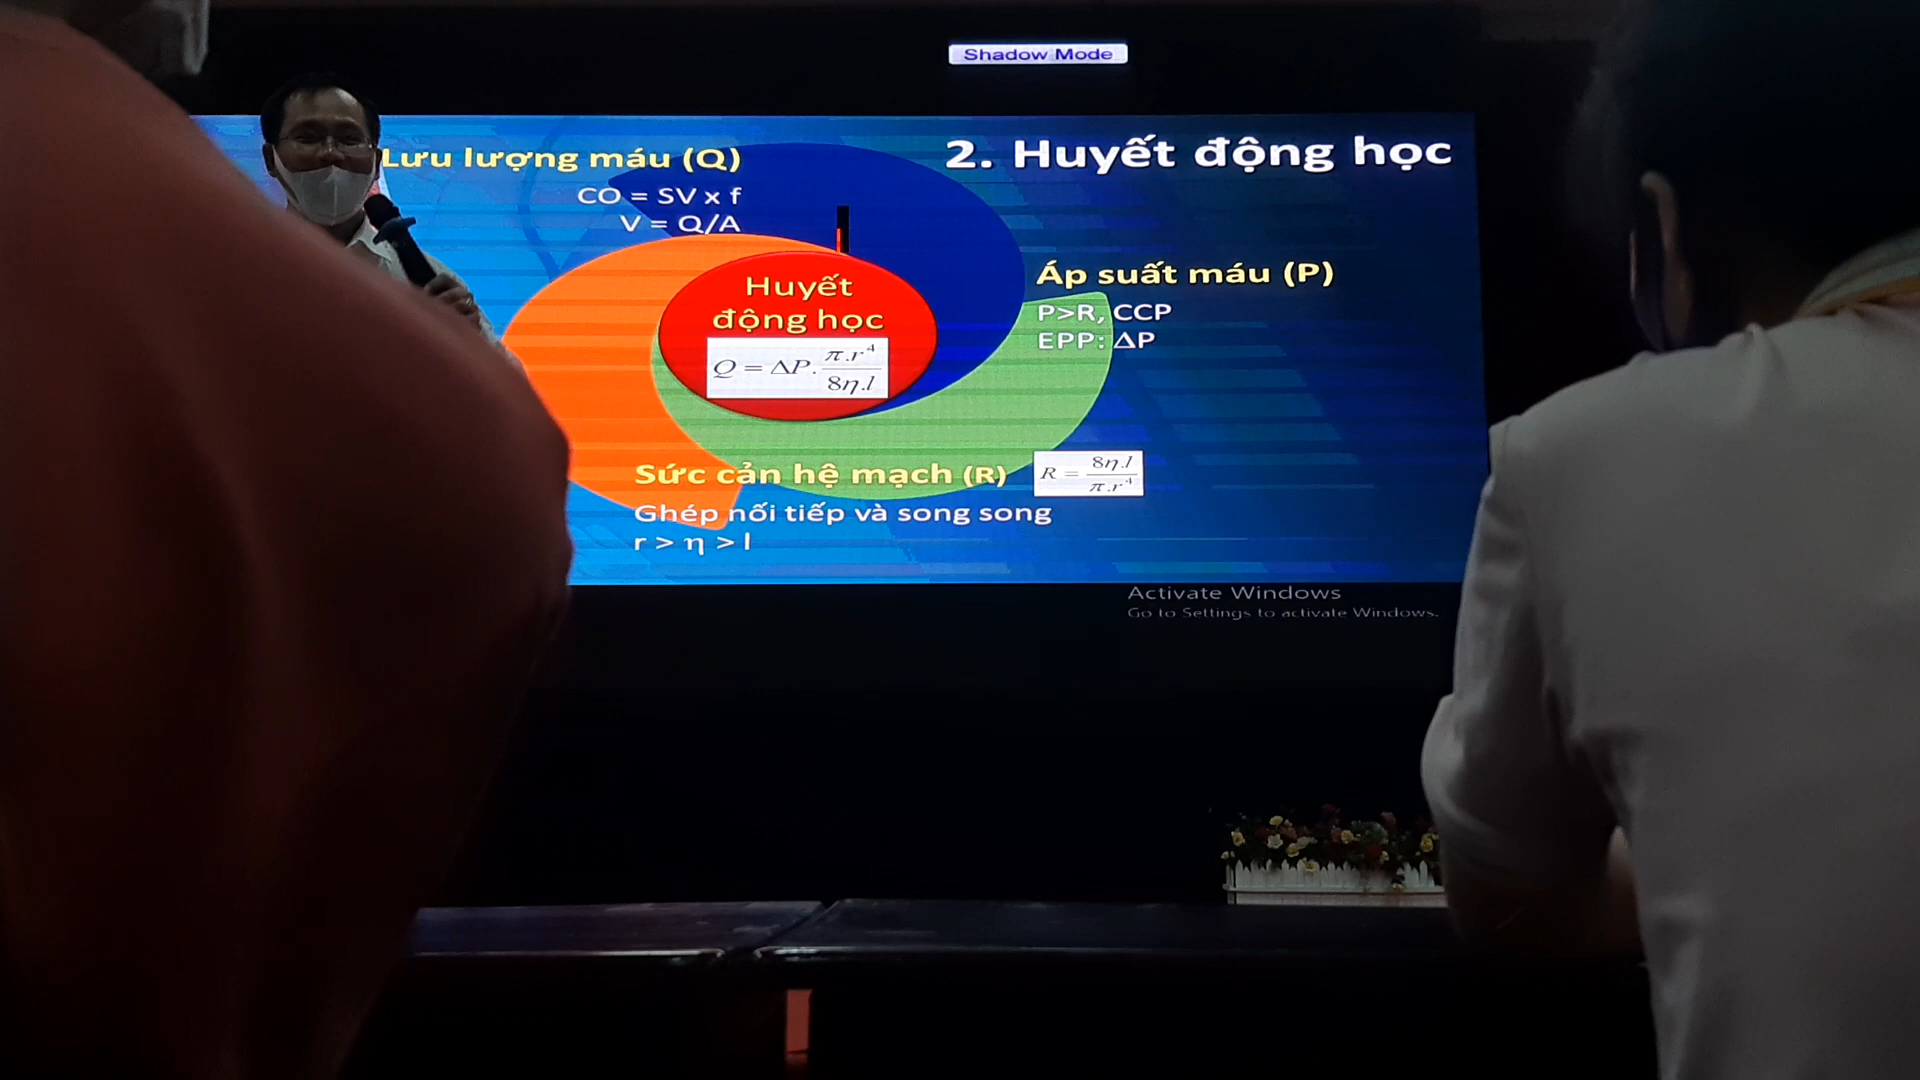 Shadow Mode
2. Huyết động học
Lưu lượng máu (Q)
CO = SV x f
V = Q/A
Huyết
động học
Q = ΔP. π.r⁴ / 8η.l
Áp suất máu (P)
P>R, CCP
EPP: ΔP
Sức cản hệ mạch (R)
R = 8η.l / π.r⁴
Ghép nối tiếp và song song
r > η > l
Activate Windows
Go to Settings to activate Windows.